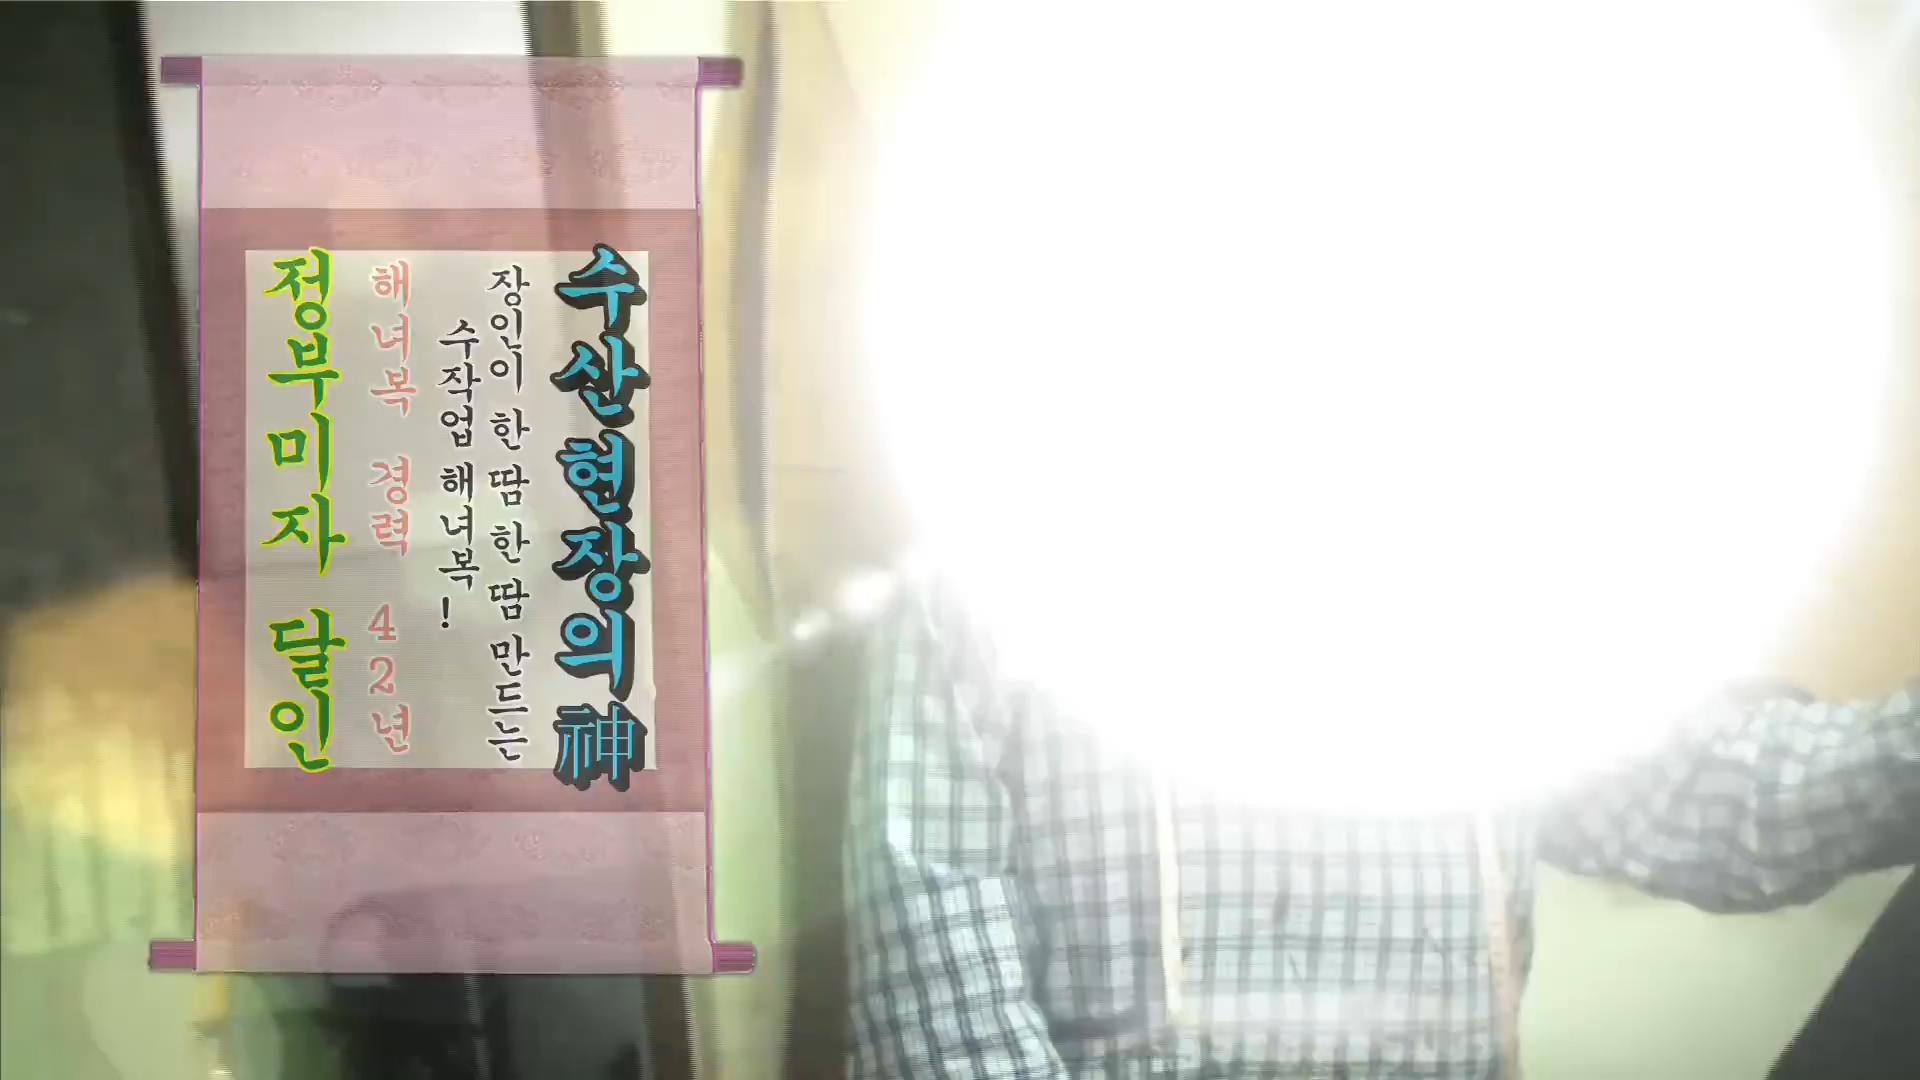 수산현장의神
장인이 한 땀 한 땀 만드는
수작업 해녀복!
해녀복 경력 42년
정부미자 달인